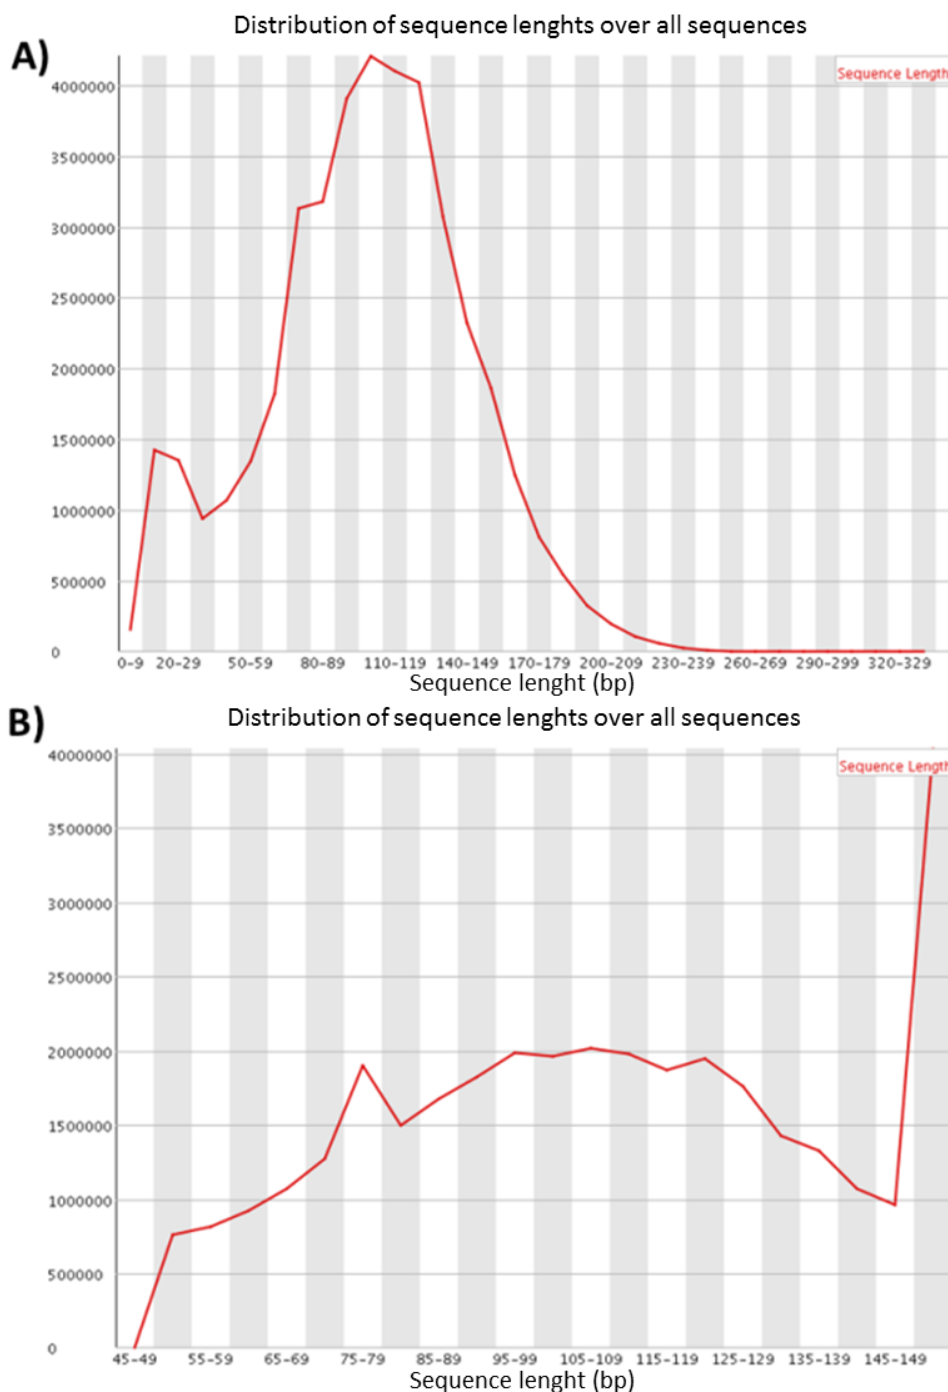 Distribution of sequence lenghts over all sequences
A)
Sequence Length
4000000
3500000
3000000
2500000
2000000
1500000
1000000
500000
0
0-9 20-29 50-59 80-89 110-119 140-149 170-179 200-209 230-239 260-269 290-299 320-329
Sequence lenght (bp)
B)
Distribution of sequence lenghts over all sequences
Sequence Length
4000000
3500000
3000000
2500000
2000000
1500000
1000000
500000
0
45-49 55-59 65-69 75-79 85-89 95-99 105-109 115-119 125-129 135-139 145-149
Sequence lenght (bp)